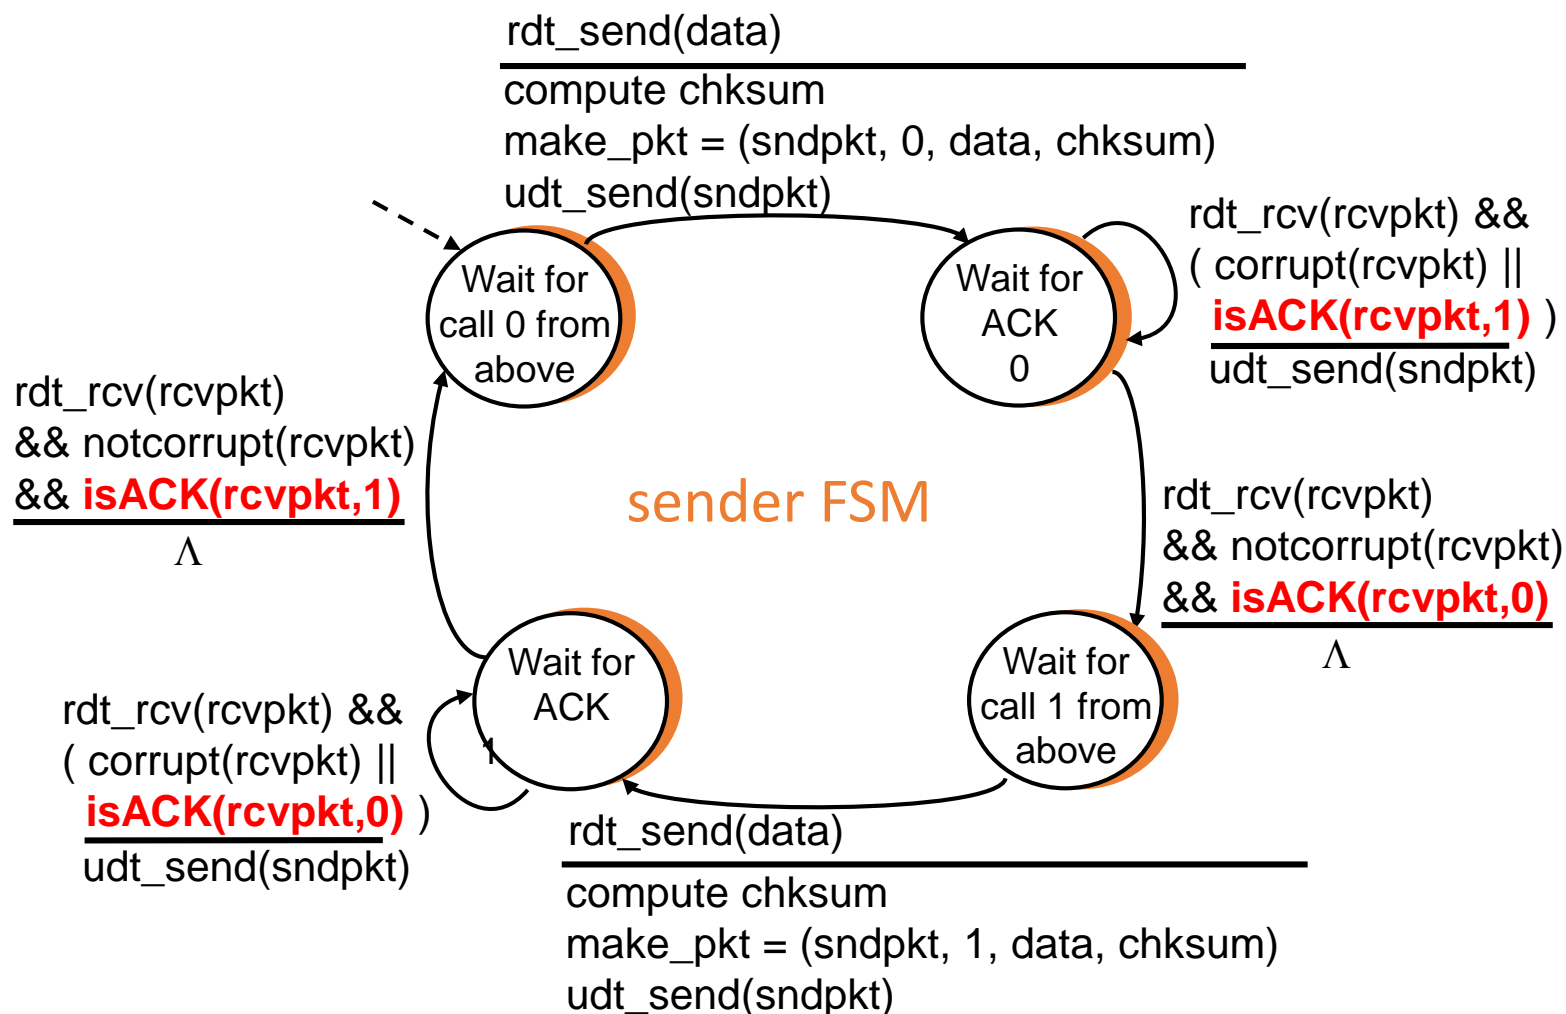 rdt_send(data)
compute chksum
make_pkt = (sndpkt, 0, data, chksum)
udt_send(sndpkt)
Wait for
call 0 from
above
Wait for
ACK
0
rdt_rcv(rcvpkt) &&
( corrupt(rcvpkt) ||
isACK(rcvpkt,1) )
udt_send(sndpkt)
rdt_rcv(rcvpkt)
&& notcorrupt(rcvpkt)
&& isACK(rcvpkt,1)
Λ
sender FSM
rdt_rcv(rcvpkt)
&& notcorrupt(rcvpkt)
&& isACK(rcvpkt,0)
Λ
Wait for
ACK
1
Wait for
call 1 from
above
rdt_rcv(rcvpkt) &&
( corrupt(rcvpkt) ||
isACK(rcvpkt,0) )
udt_send(sndpkt)
rdt_send(data)
compute chksum
make_pkt = (sndpkt, 1, data, chksum)
udt_send(sndpkt)